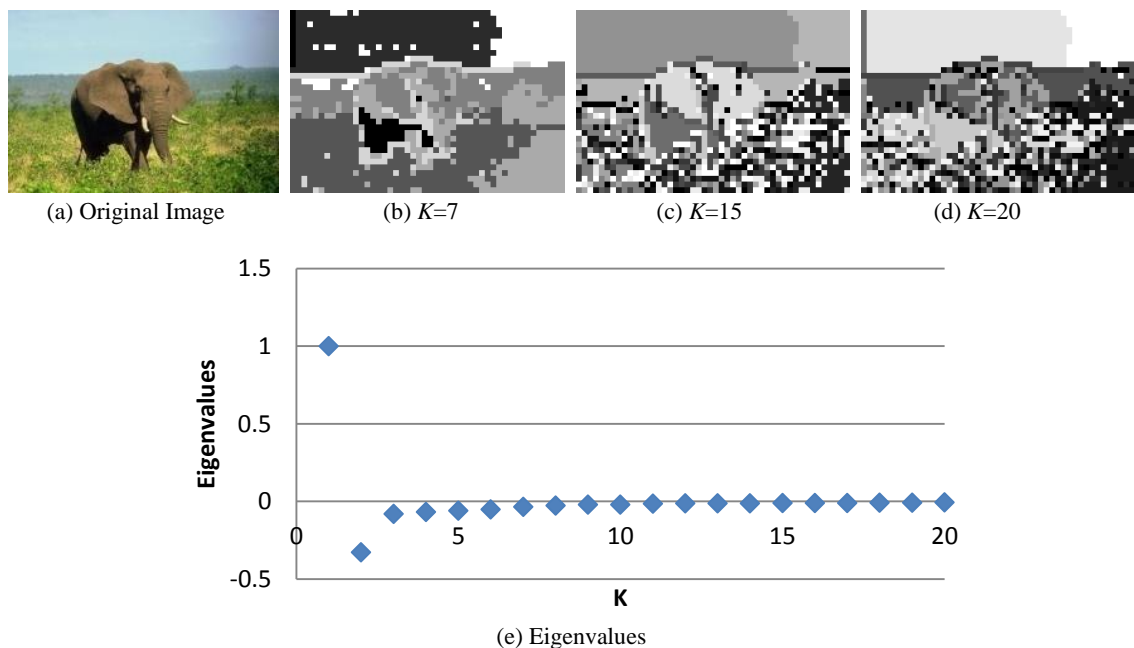 (a) Original Image
(b) K=7
(c) K=15
(d) K=20
1.5
1
0.5
0
-0.5
Eigenvalues
0 5 10 15 20
K
(e) Eigenvalues